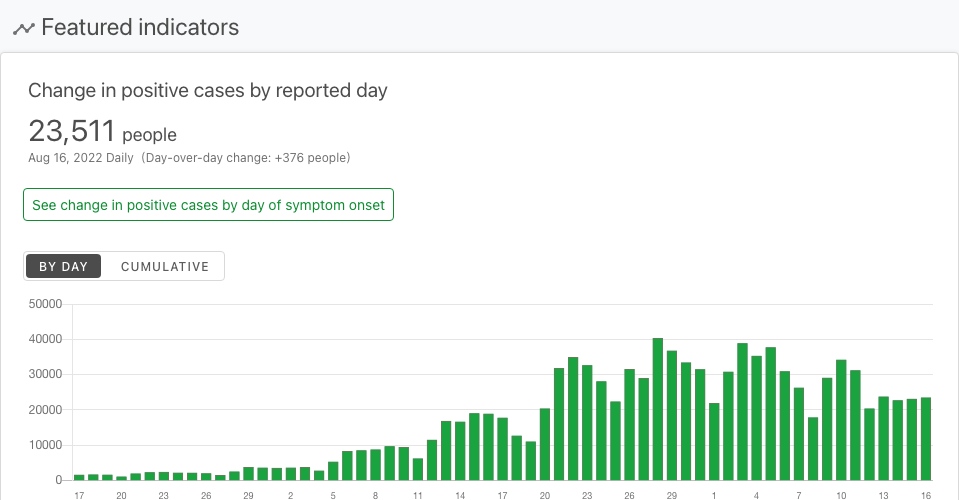 Featured indicators
Change in positive cases by reported day
23,511 people
Aug 16, 2022 Daily (Day-over-day change: +376 people)
See change in positive cases by day of symptom onset
BY DAY CUMULATIVE
50000
40000
30000
20000
10000
0
17 20 23 26 29 2 5 8 11 14 17 20 23 26 29 1 4 7 10 13 16